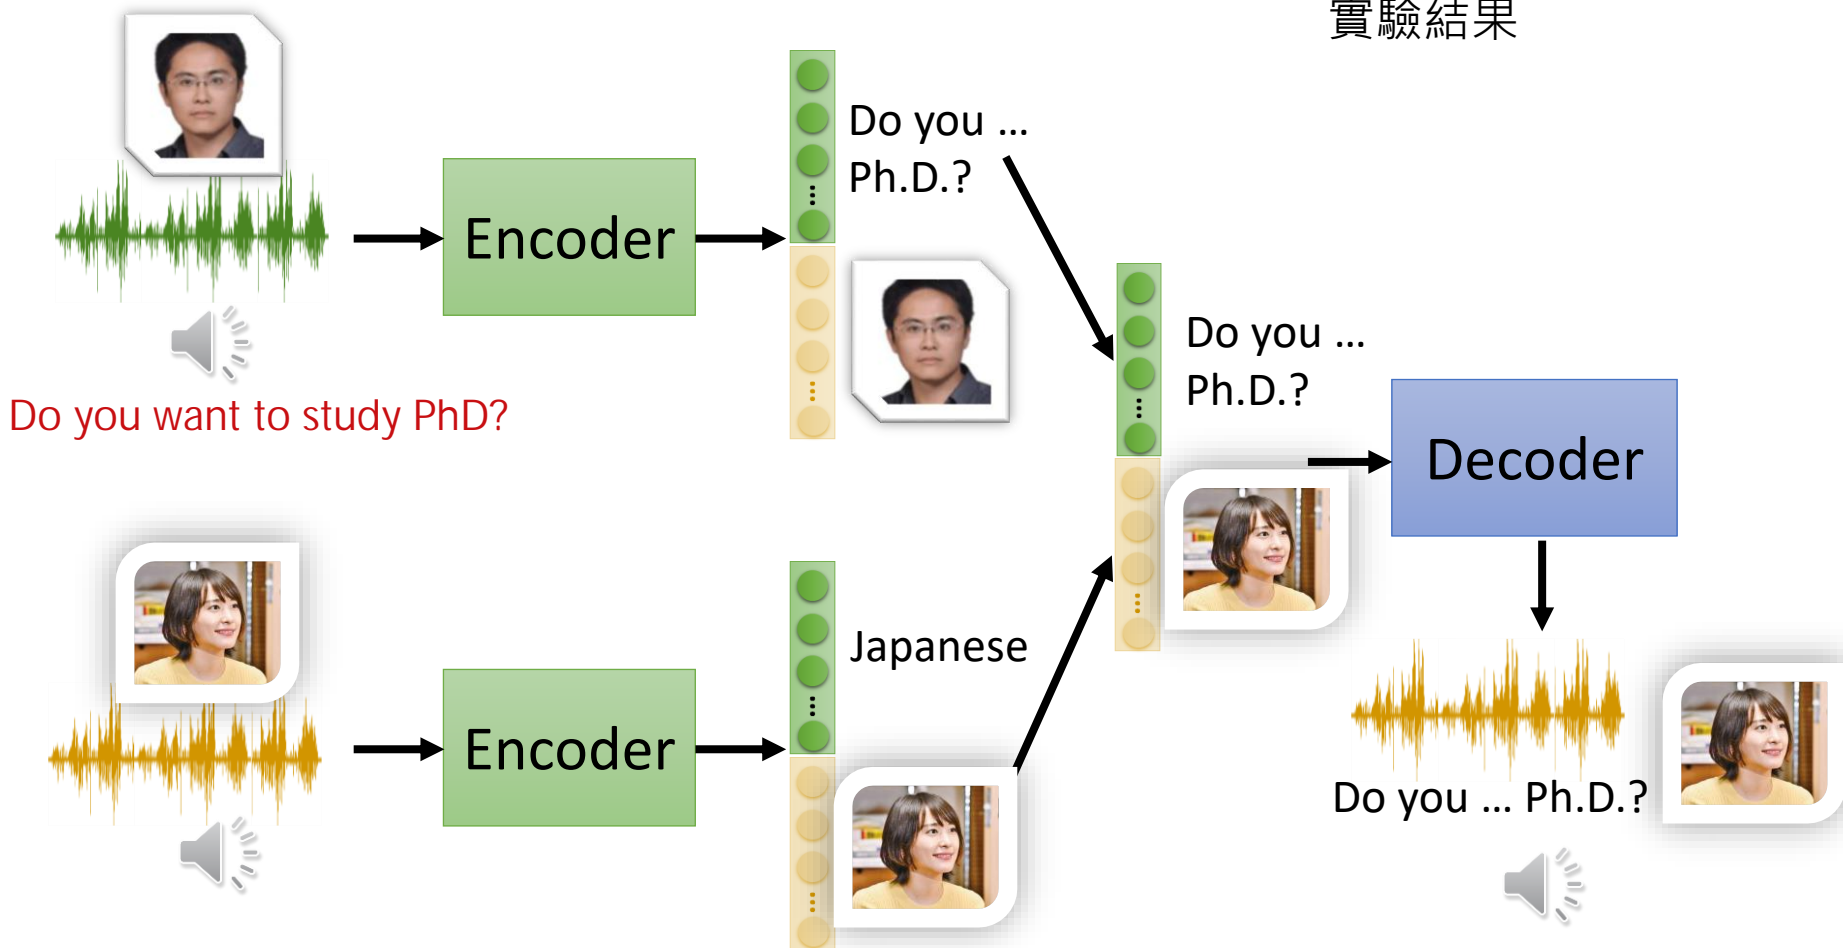 實驗結果
Do you ...
Ph.D.?
Encoder
Do you want to study PhD?
Do you ...
Ph.D.?
Decoder
Japanese
Encoder
Do you ... Ph.D.?